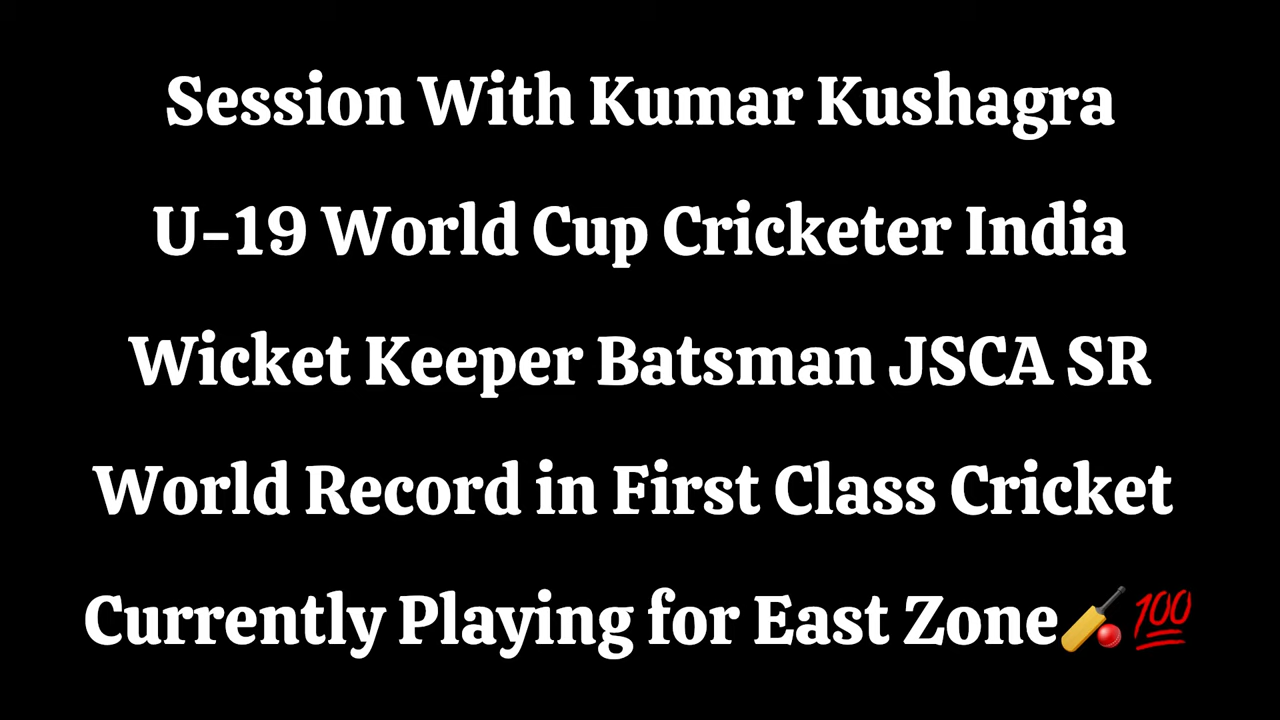 Session With Kumar Kushagra
U-19 World Cup Cricketer India
Wicket Keeper Batsman JSCA SR
World Record in First Class Cricket
Currently Playing for East Zone🏏💯